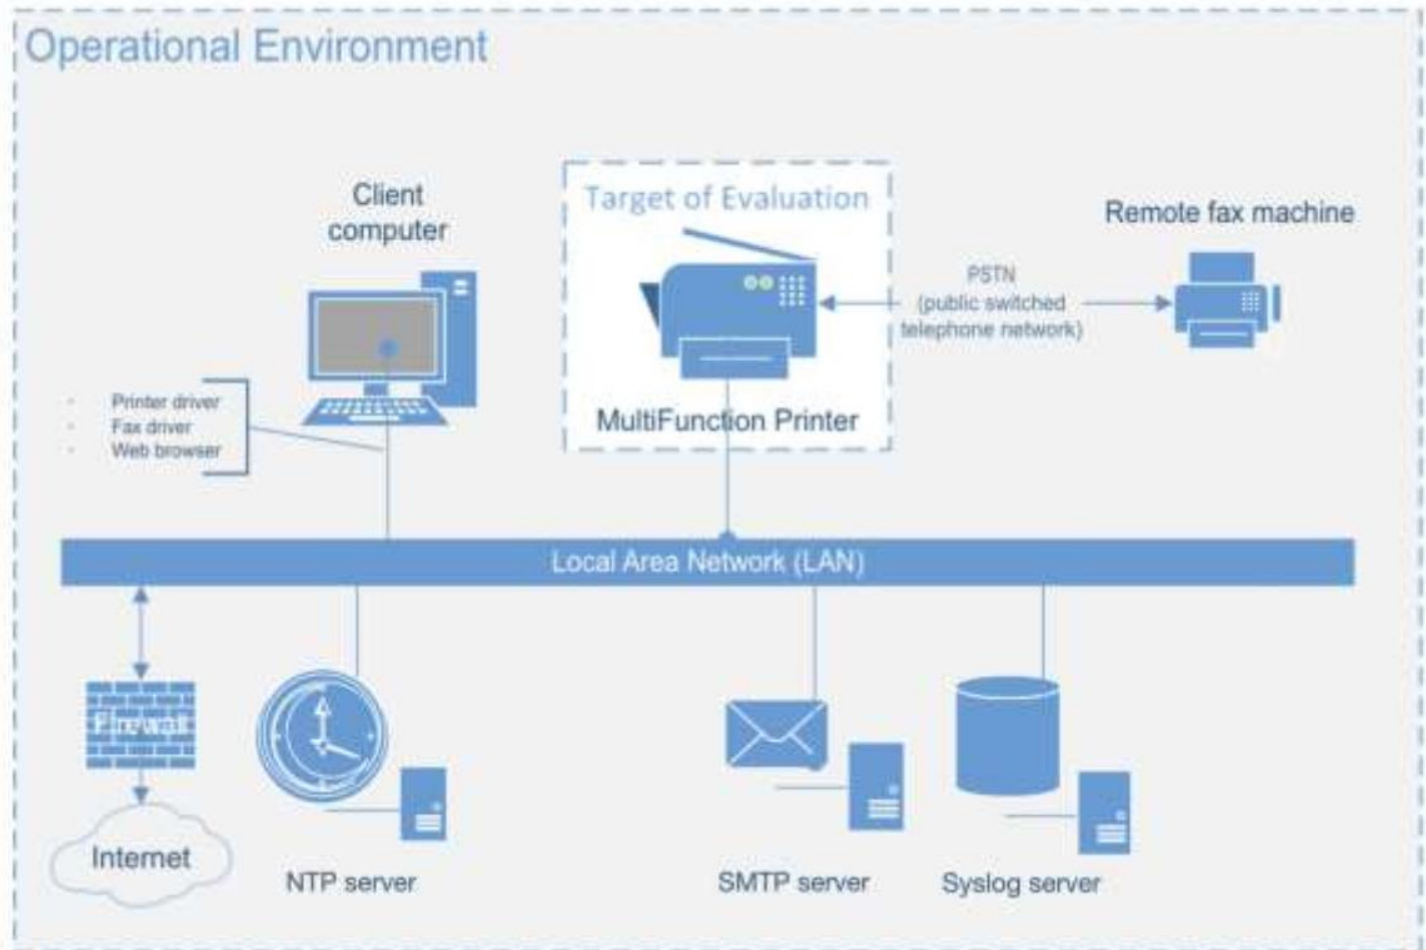 Operational Environment
Client
computer
Target of Evaluation
Remote fax machine
PSTN
(public switched
telephone network)
· Printer driver
· Fax driver
· Web browser
MultiFunction Printer
Local Area Network (LAN)
Firewall
Internet
NTP server
SMTP server
Syslog server